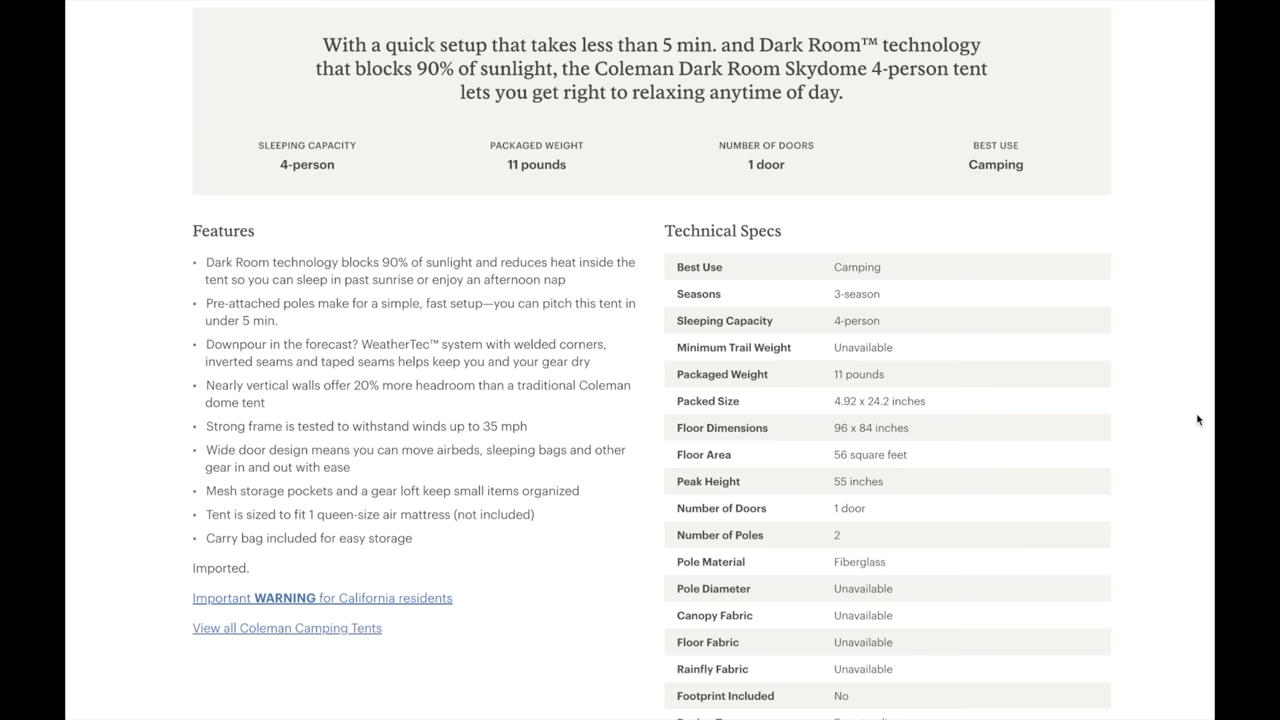 With a quick setup that takes less than 5 min. and Dark Room™ technology
that blocks 90% of sunlight, the Coleman Dark Room Skydome 4-person tent
lets you get right to relaxing anytime of day.
SLEEPING CAPACITY
4-person
PACKAGED WEIGHT
11 pounds
NUMBER OF DOORS
1 door
BEST USE
Camping
Features
• Dark Room technology blocks 90% of sunlight and reduces heat inside the
tent so you can sleep in past sunrise or enjoy an afternoon nap
• Pre-attached poles make for a simple, fast setup—you can pitch this tent in
under 5 min.
• Downpour in the forecast? WeatherTec™ system with welded corners,
inverted seams and taped seams helps keep you and your gear dry
• Nearly vertical walls offer 20% more headroom than a traditional Coleman
dome tent
• Strong frame is tested to withstand winds up to 35 mph
• Wide door design means you can move airbeds, sleeping bags and other
gear in and out with ease
• Mesh storage pockets and a gear loft keep small items organized
• Tent is sized to fit 1 queen-size air mattress (not included)
• Carry bag included for easy storage
Imported.
Important WARNING for California residents
View all Coleman Camping Tents
Technical Specs
Best Use Camping
Seasons 3-season
Sleeping Capacity 4-person
Minimum Trail Weight Unavailable
Packaged Weight 11 pounds
Packed Size 4.92 x 24.2 inches
Floor Dimensions 96 x 84 inches
Floor Area 56 square feet
Peak Height 55 inches
Number of Doors 1 door
Number of Poles 2
Pole Material Fiberglass
Pole Diameter Unavailable
Canopy Fabric Unavailable
Floor Fabric Unavailable
Rainfly Fabric Unavailable
Footprint Included No